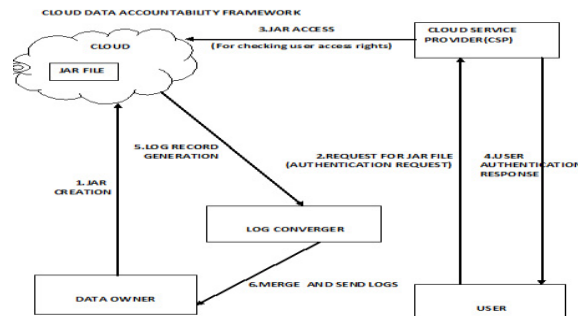 CLOUD DATA ACCOUNTABILITY FRAMEWORK
3.JAR ACCESS
(For checking user access rights)
CLOUD SERVICE
PROVIDER(CSP)
CLOUD
JAR FILE
5.LOG RECORD
GENERATION
2.REQUEST FOR JAR FILE
(AUTHENTICATION REQUEST)
4.USER
AUTHENTICATION
RESPONSE
1.JAR
CREATION
LOG CONVERGER
6.MERGE AND SEND LOGS
DATA OWNER
USER